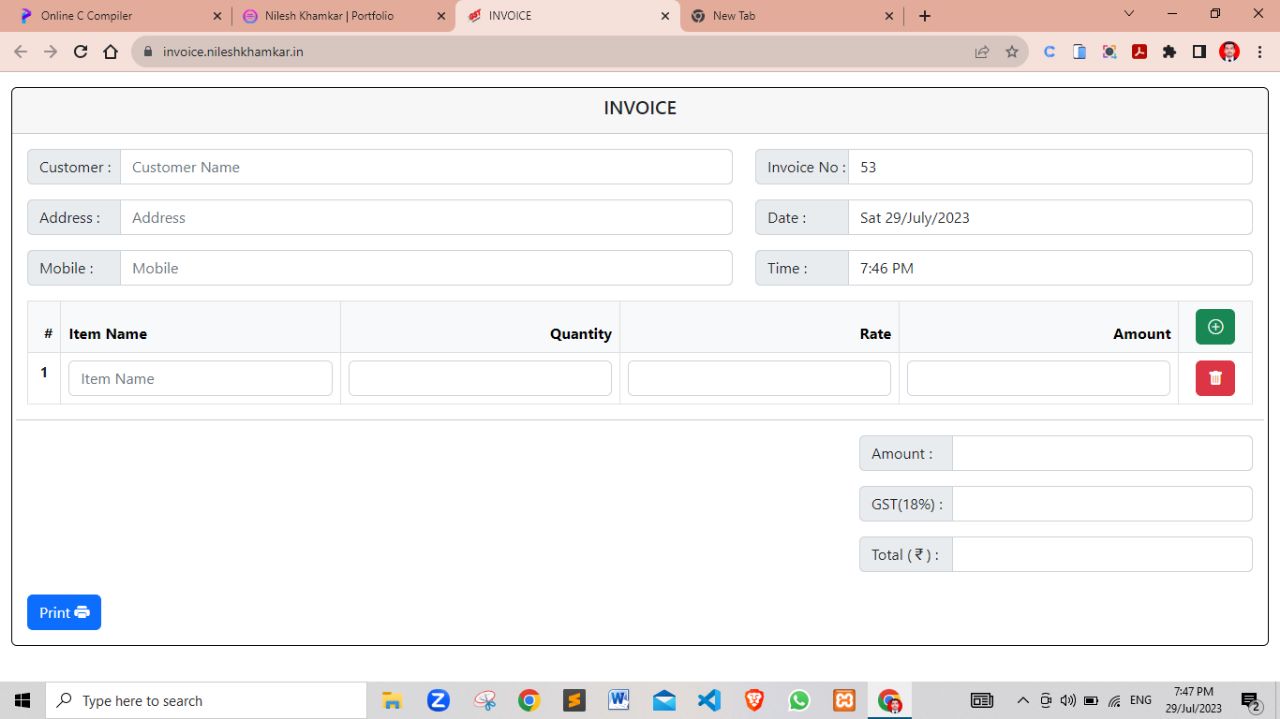 Online C Compiler
Nilesh Khamkar | Portfolio
INVOICE
New Tab
invoice.nileshkhamkar.in
INVOICE
Customer : Customer Name
Invoice No : 53
Address : Address
Date : Sat 29/July/2023
Mobile : Mobile
Time : 7:46 PM
# Item Name Quantity Rate Amount
1 Item Name
Amount :
GST(18%) :
Total ( ₹ ) :
Print
Type here to search
ENG
7:47 PM
29/Jul/2023
2